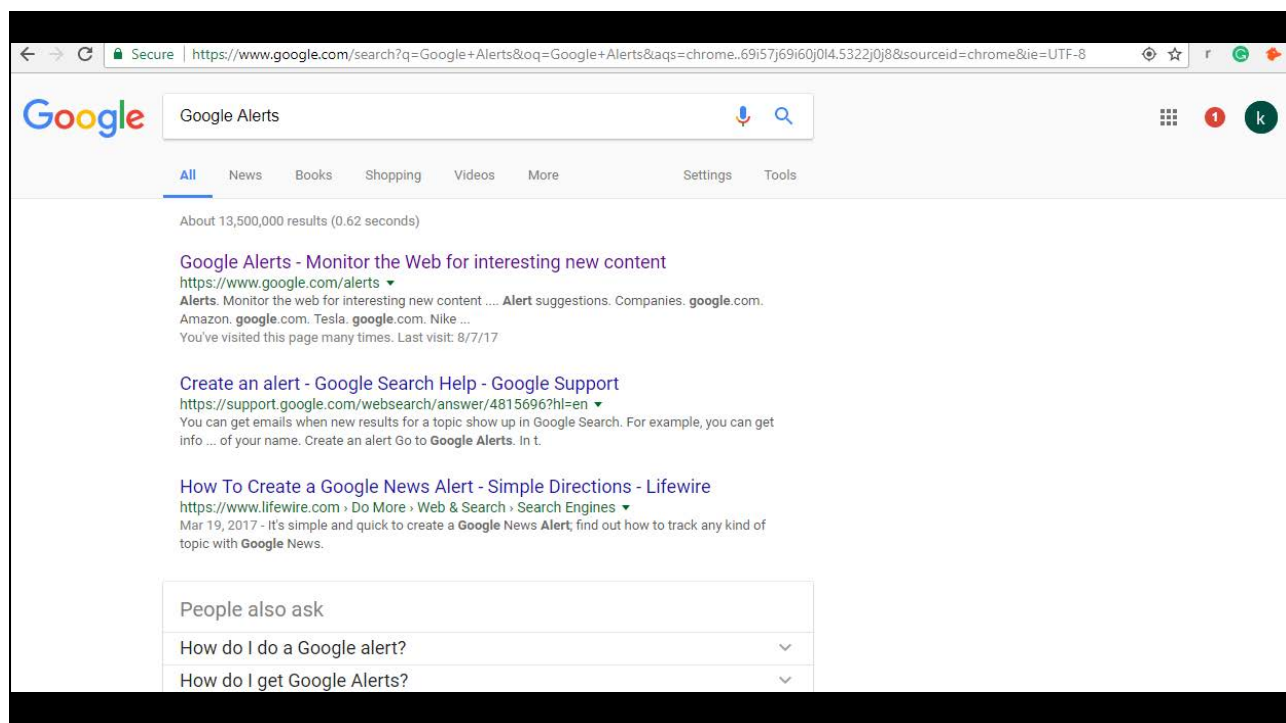 Secure https://www.google.com/search?q=Google+Alerts&oq=Google+Alerts&aqs=chrome..69i57j69i60j0l4.5322j0j8&sourceid=chrome&ie=UTF-8 r
Google Google Alerts 1 k
All News Books Shopping Videos More Settings Tools
About 13,500,000 results (0.62 seconds)
Google Alerts - Monitor the Web for interesting new content
https://www.google.com/alerts
Alerts. Monitor the web for interesting new content .... Alert suggestions. Companies. google.com.
Amazon. google.com. Tesla. google.com. Nike ...
You've visited this page many times. Last visit: 8/7/17
Create an alert - Google Search Help - Google Support
https://support.google.com/websearch/answer/4815696?hl=en
You can get emails when new results for a topic show up in Google Search. For example, you can get
info ... of your name. Create an alert Go to Google Alerts. In t.
How To Create a Google News Alert - Simple Directions - Lifewire
https://www.lifewire.com › Do More › Web & Search › Search Engines
Mar 19, 2017 - It's simple and quick to create a Google News Alert; find out how to track any kind of
topic with Google News.
People also ask
How do I do a Google alert?
How do I get Google Alerts?